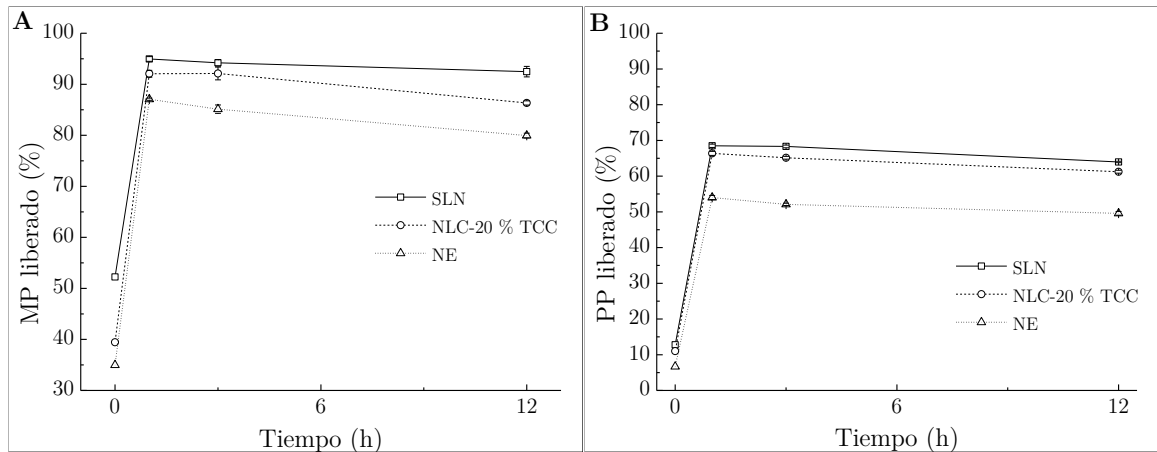 A
MP liberado (%)
100
90
80
70
60
50
40
30
0
6
12
Tiempo (h)
SLN
NLC-20 % TCC
NE
B
PP liberado (%)
100
90
80
70
60
50
40
30
20
10
0
0
6
12
Tiempo (h)
SLN
NLC-20 % TCC
NE